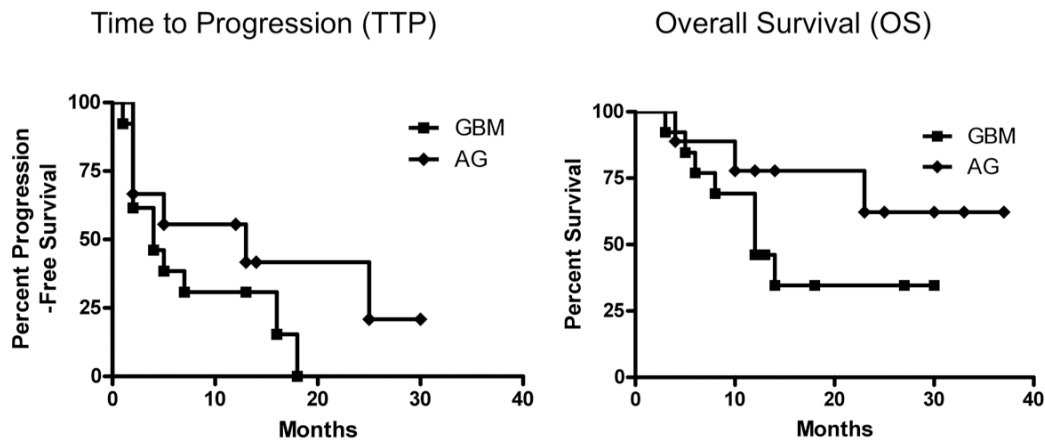 Time to Progression (TTP)
100
75
50
25
0
0 10 20 30 40
Percent Progression
-Free Survival
Months
GBM
AG
Overall Survival (OS)
100
75
50
25
0
0 10 20 30 40
Percent Survival
Months
GBM
AG